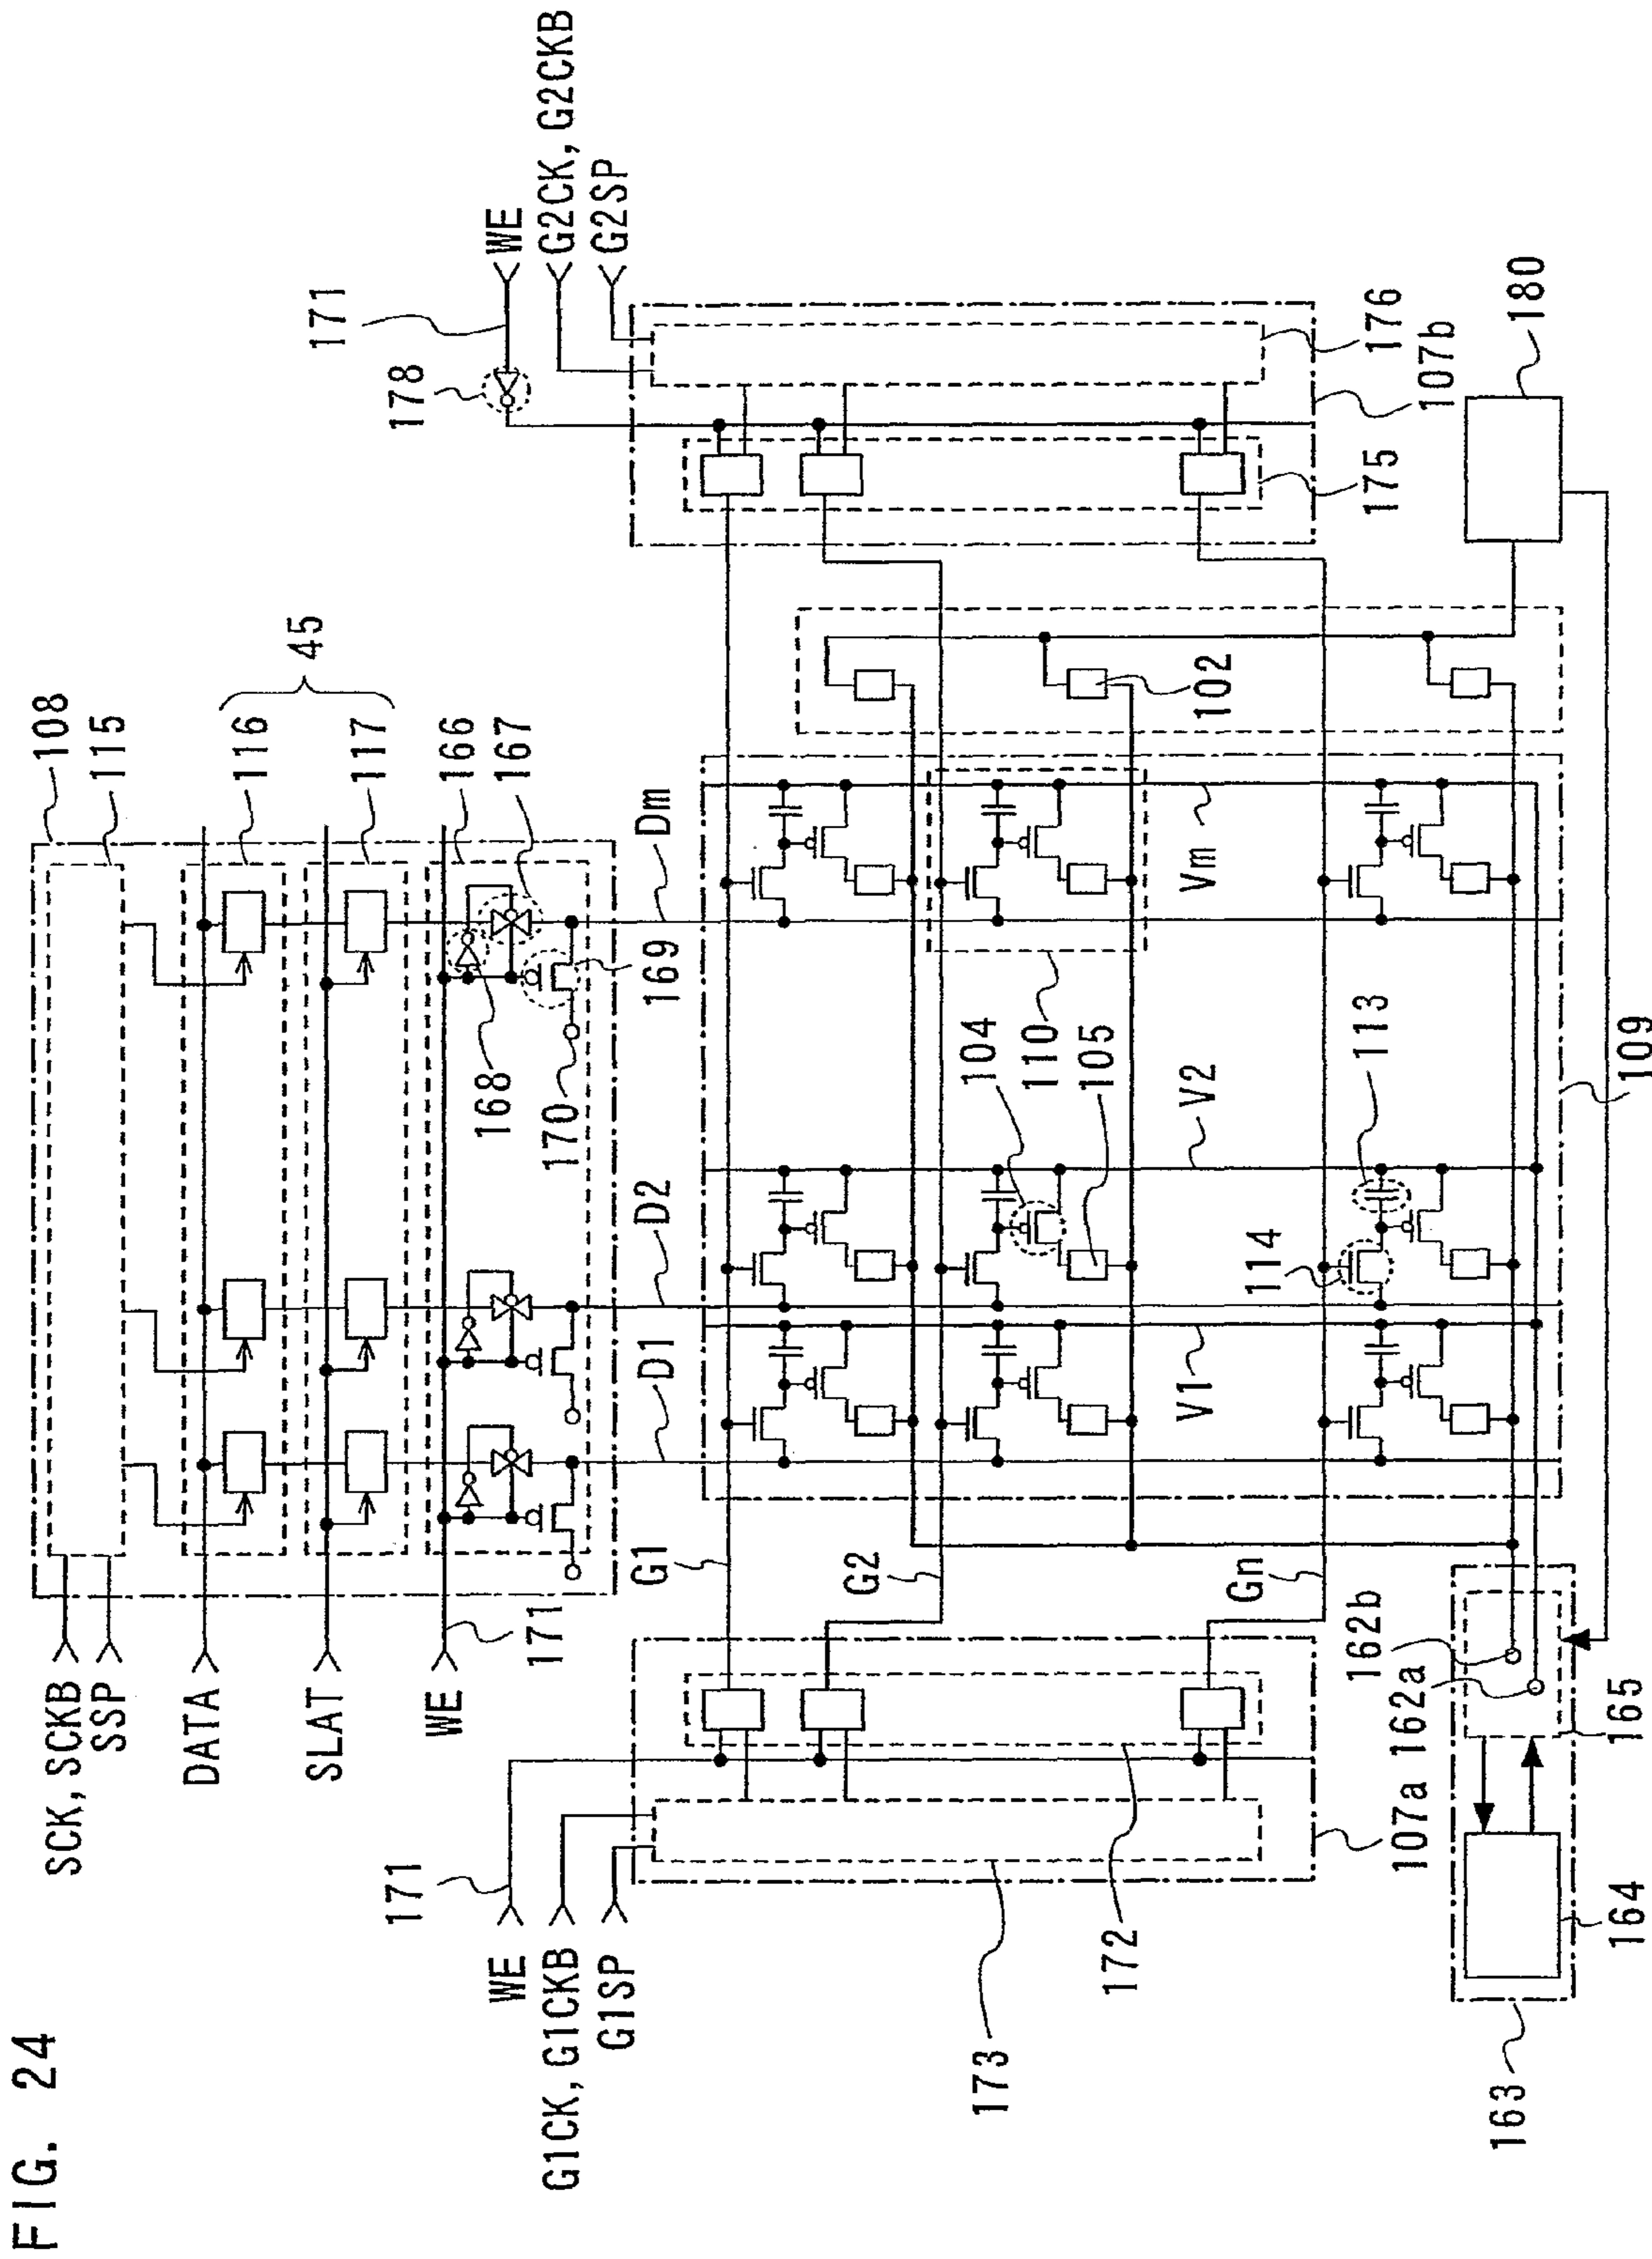 FIG. 24
SCK, SCKB
SSP
DATA
SLAT
WE
171
108
115
116
45
117
166
167
168
169
170
D1
D2
Dm
WE
171
G1CK, G1CKB
G1SP
173
172
107a
G1
G2
Gn
171
WE
G2CK, G2CKB
G2SP
178
176
107b
175
102
180
V1
V2
Vm
104
110
105
114
113
109
162b
162a
165
164
163